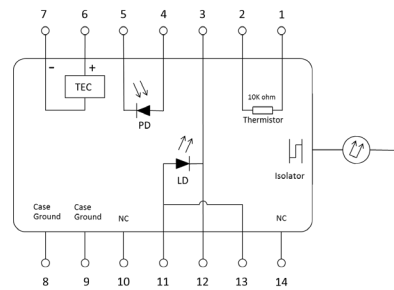 7 6 5 4 3 2 1
- +
TEC
PD
10K ohm
Thermistor
LD
Isolator
Case
Ground
Case
Ground
NC
NC
8 9 10 11 12 13 14